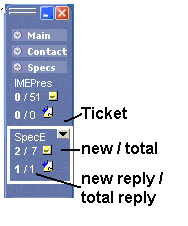 Main
Contact
Specs
IMEPres
0 / 51
0 / 0
Ticket
SpecE
2 / 7
new / total
1 / 1
new reply /
total reply